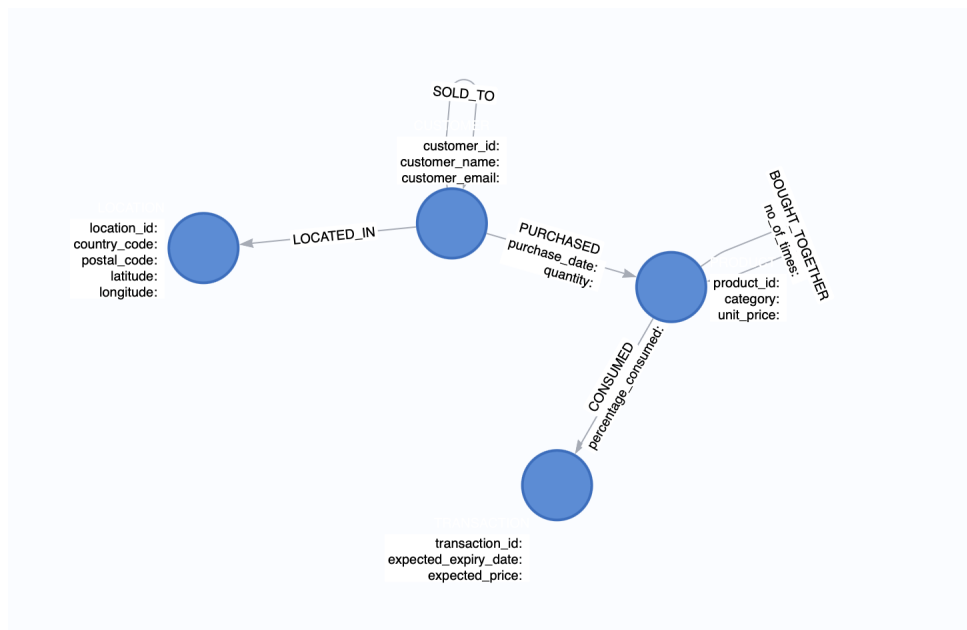 SOLD_TO
customer_id:
customer_name:
customer_email:
location_id:
country_code:
postal_code:
latitude:
longitude:
LOCATED_IN
PURCHASED
purchase_date:
quantity:
BOUGHT_TOGETHER
no_of_times:
product_id:
category:
unit_price:
CONSUMED
percentage_consumed:
transaction_id:
expected_expiry_date:
expected_price: